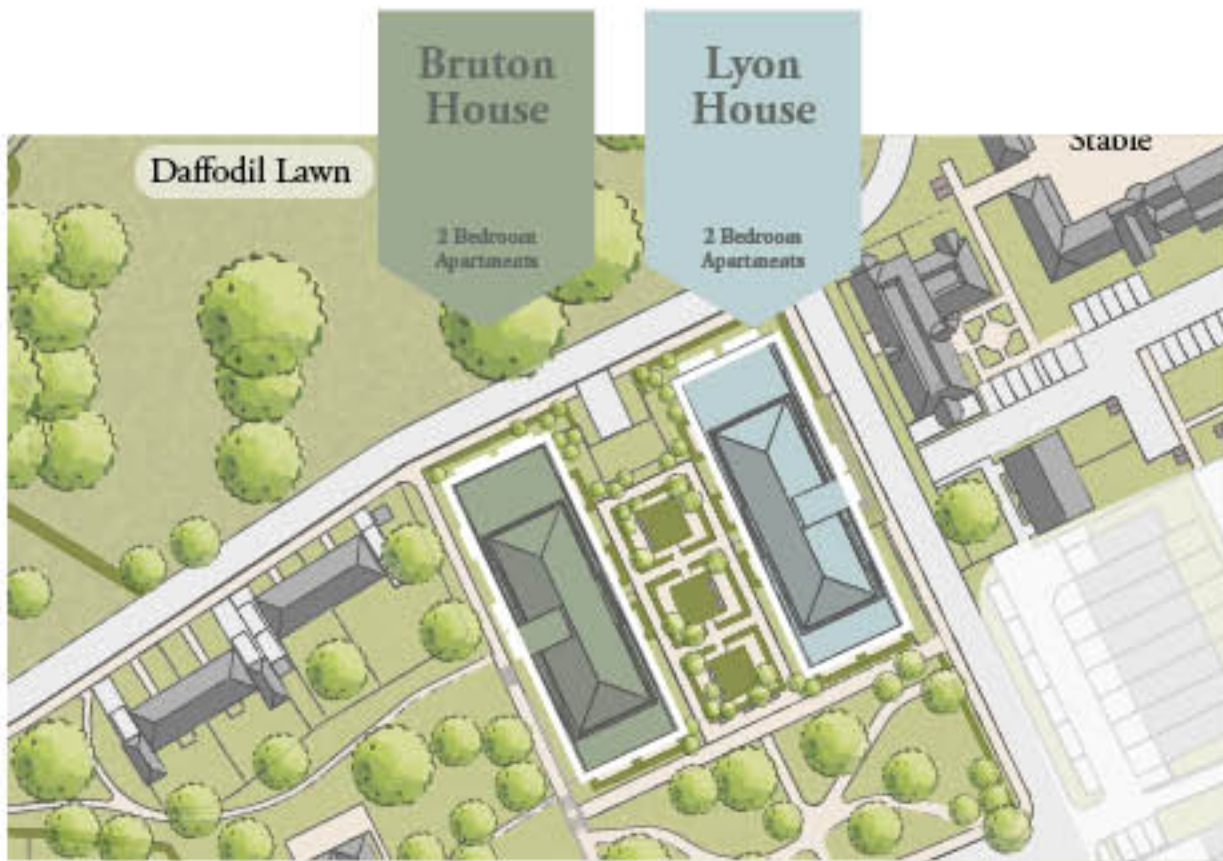 Bruton
House
2 Bedroom
Apartments
Lyon
House
2 Bedroom
Apartments
Daffodil Lawn
Stable